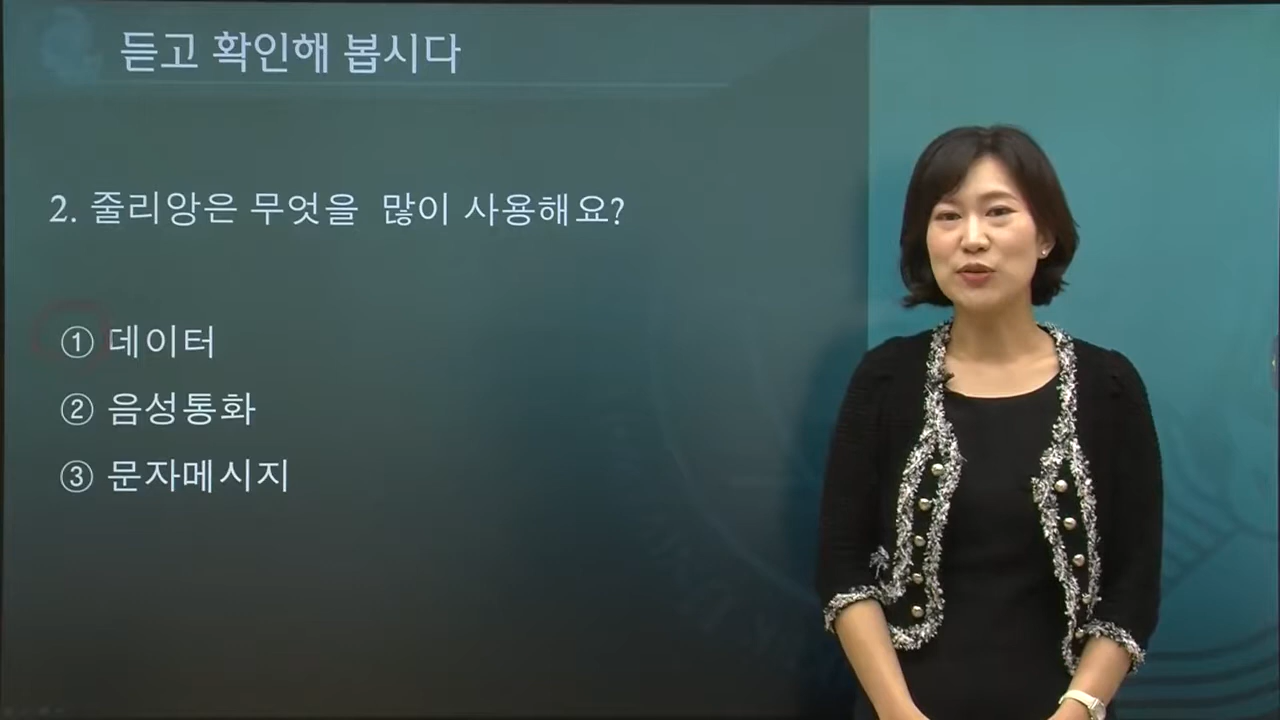 듣고 확인해 봅시다
2. 줄리앙은 무엇을 많이 사용해요?
① 데이터
② 음성통화
③ 문자메시지